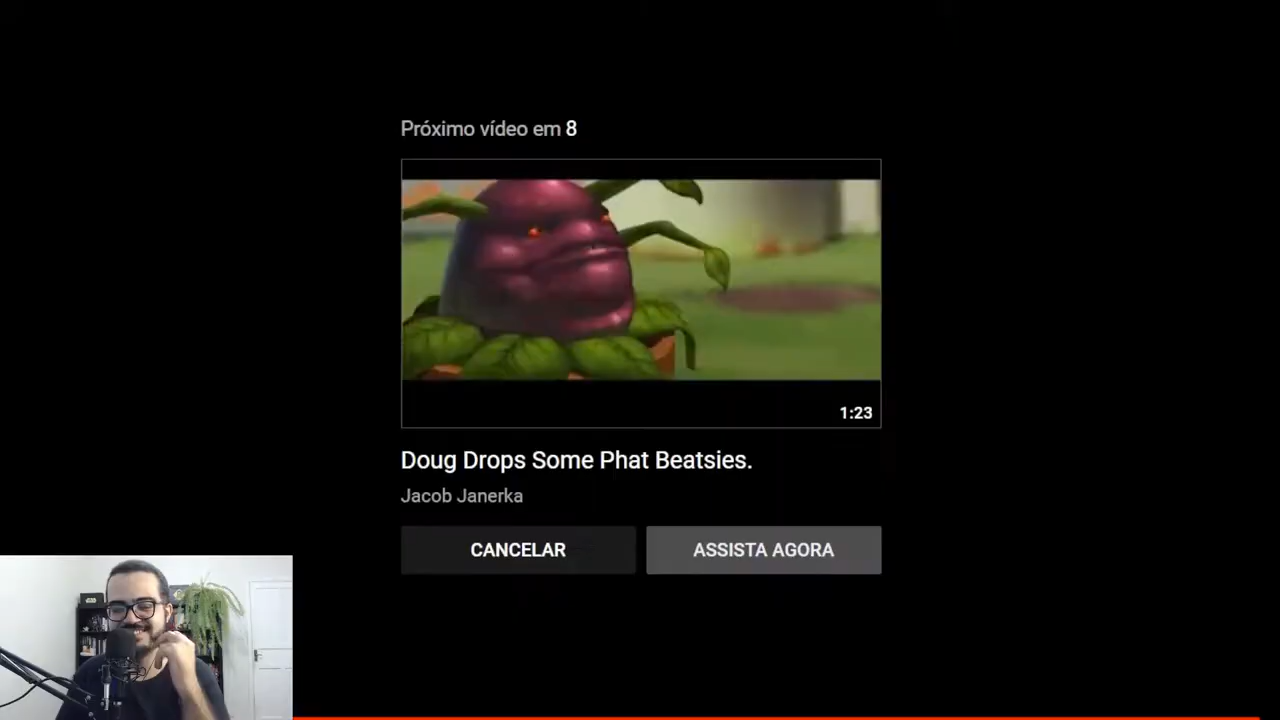 Próximo vídeo em 8
1:23
Doug Drops Some Phat Beatsies.
Jacob Janerka
CANCELAR
ASSISTA AGORA